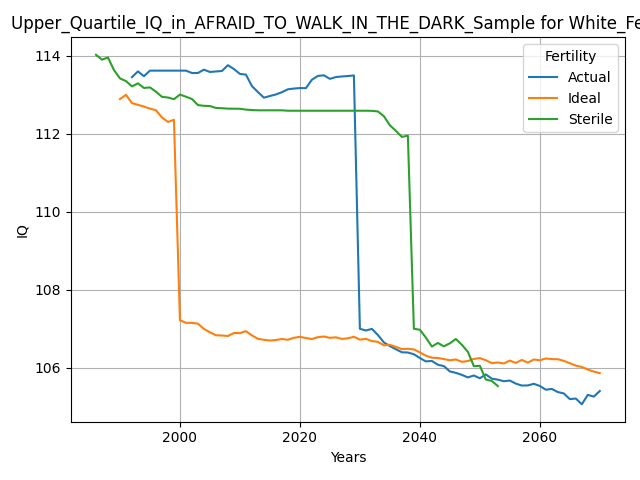 Upper_Quartile_IQ_in_AFRAID_TO_WALK_IN_THE_DARK_Sample for White_Fe
114
112
110
108
106
IQ
2000
2020
2040
2060
Years
Fertility
Actual
Ideal
Sterile